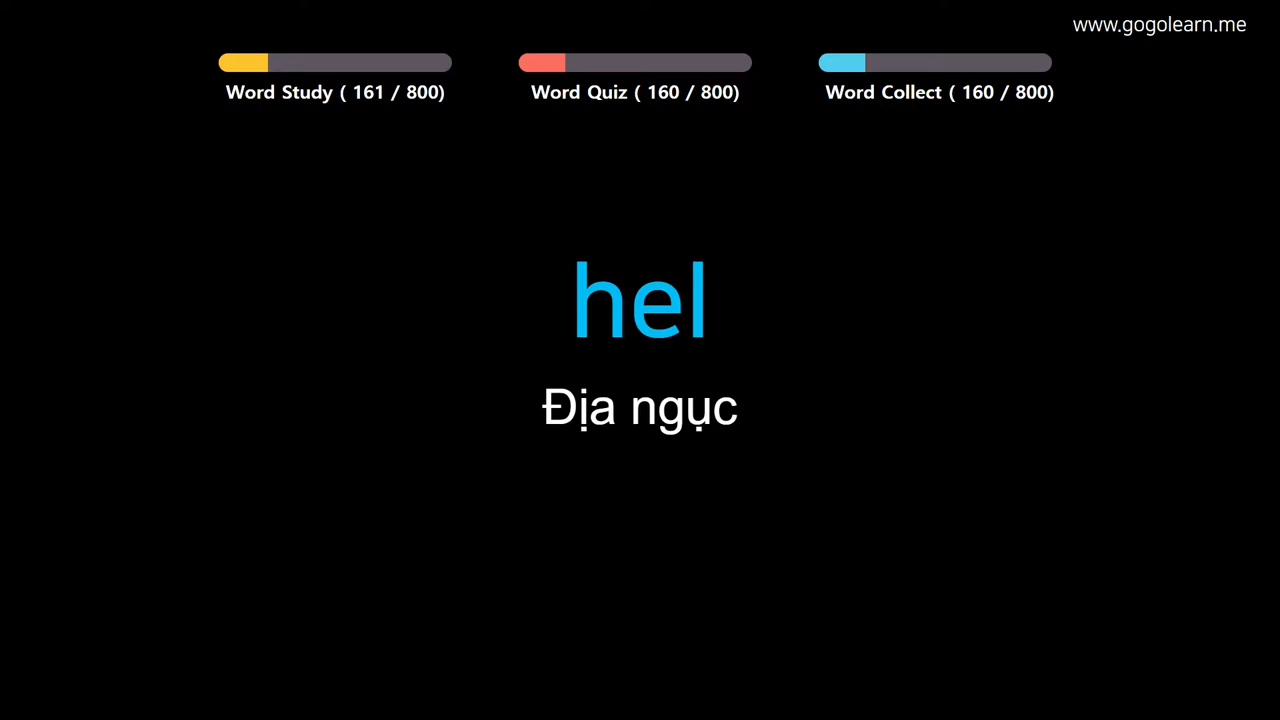 www.gogolearn.me
Word Study ( 161 / 800)
Word Quiz ( 160 / 800)
Word Collect ( 160 / 800)
hel
Địa ngục